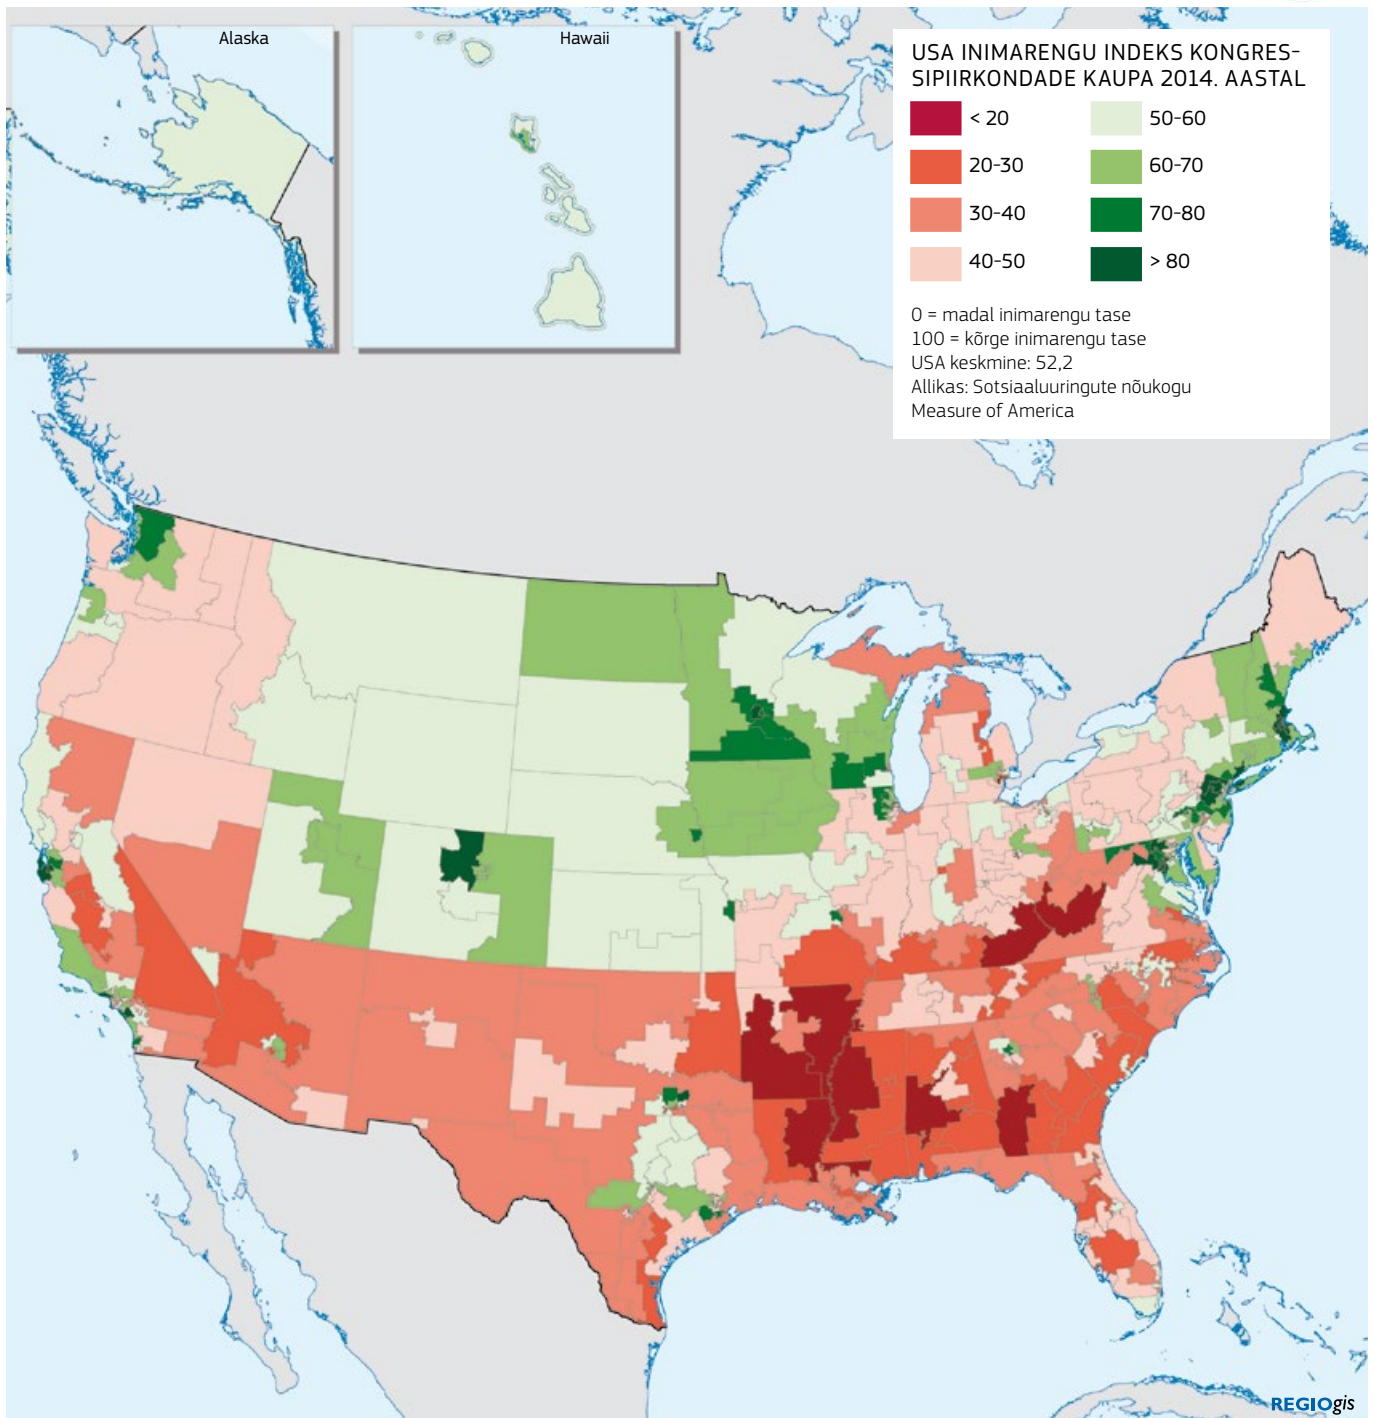 Alaska
Hawaii
USA INIMARENGU INDEKS KONGRES-
SIPIIRKONDADE KAUPA 2014. AASTAL
< 20
20-30
30-40
40-50
50-60
60-70
70-80
> 80
0 = madal inimarengu tase
100 = kõrge inimarengu tase
USA keskmine: 52,2
Allikas: Sotsiaaluuringute nõukogu
Measure of America
REGIOgis